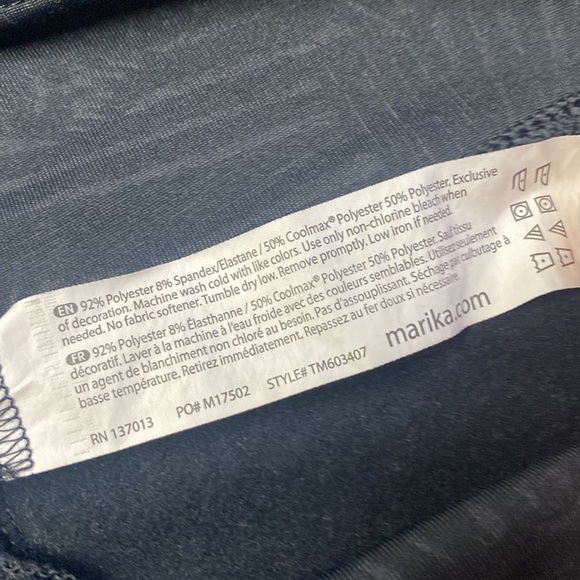 EN 92% Polyester 8% Spandex/Elastane / 50% Coolmax® Polyester 50% Polyester. Exclusive
of decoration. Machine wash cold with like colors. Use only non-chlorine bleach when
needed. No fabric softener. Tumble dry low. Remove promptly. Low iron if needed.
FR 92% Polyester 8% Élasthanne / 50% Coolmax® Polyester 50% Polyester. Sauf tissu
décoratif. Laver à la machine à l'eau froide avec des couleurs semblables. Utilisez seulement
un agent de blanchiment non chloré au besoin. Pas d'assouplissant. Séchage par culbutage à
basse température. Retirez immédiatement. Repassez au fer doux si nécessaire.
RN 137013 PO# M17502 STYLE# TM603407
marika.com